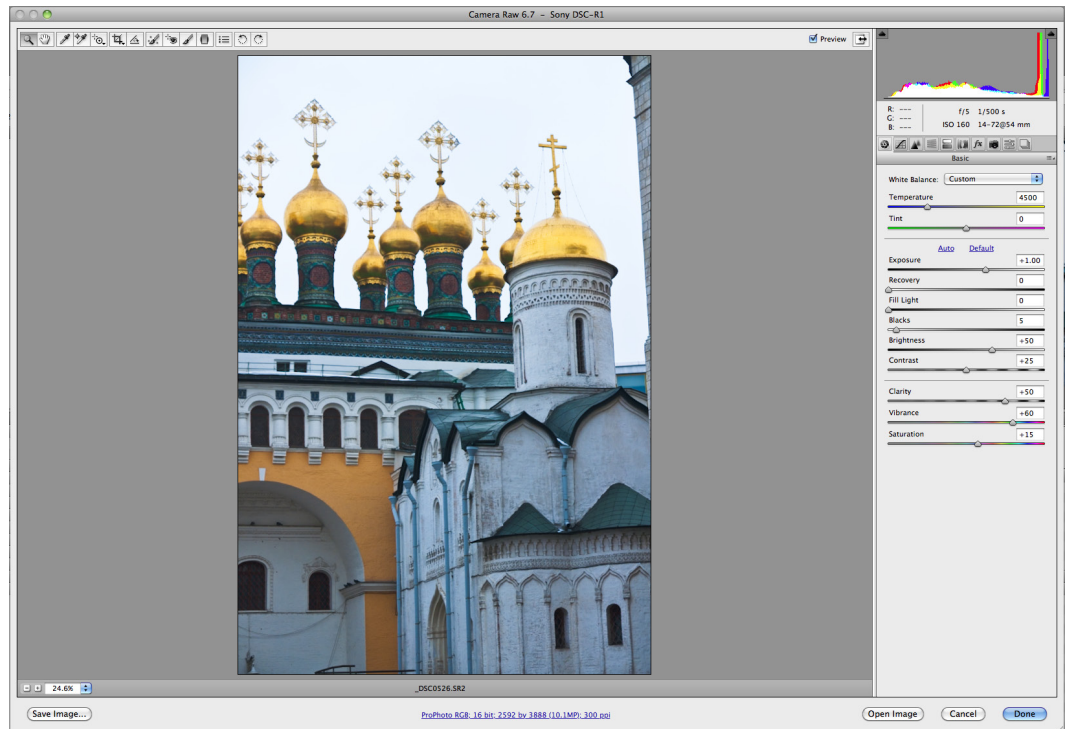 Camera Raw 6.7 – Sony DSC-R1
Preview
R: ---
G: ---
B: ---
f/5 1/500 s
ISO 160 14-72@54 mm
fx
Basic
White Balance: Custom
Temperature 4500
Tint 0
Auto Default
Exposure +1.00
Recovery 0
Fill Light 0
Blacks 5
Brightness +50
Contrast +25
Clarity +50
Vibrance +60
Saturation +15
24.6%
_DSC0526.SR2
Save Image...
ProPhoto RGB; 16 bit; 2592 by 3888 (10.1MP); 300 ppi
Open Image
Cancel
Done